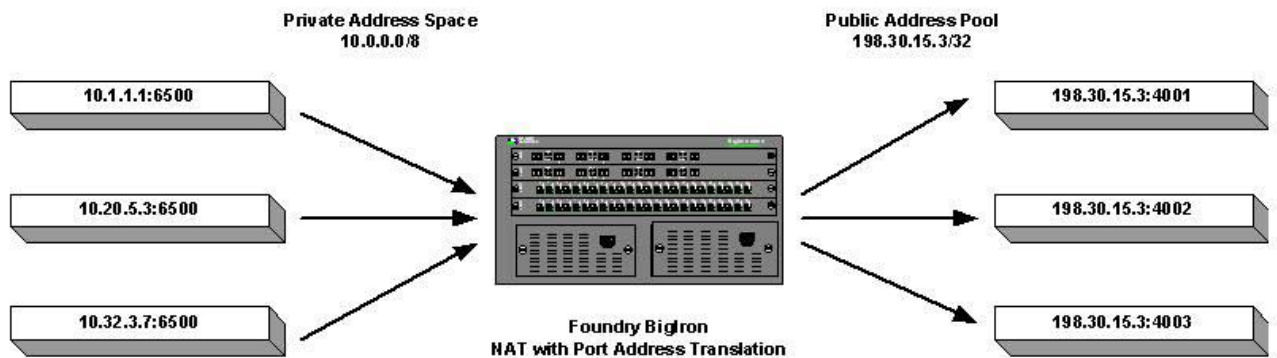 Private Address Space
10.0.0.0/8
Public Address Pool
198.30.15.3/32
10.1.1.1:6500
198.30.15.3:4001
10.20.5.3:6500
198.30.15.3:4002
10.32.3.7:6500
198.30.15.3:4003
Foundry BigIron
NAT with Port Address Translation